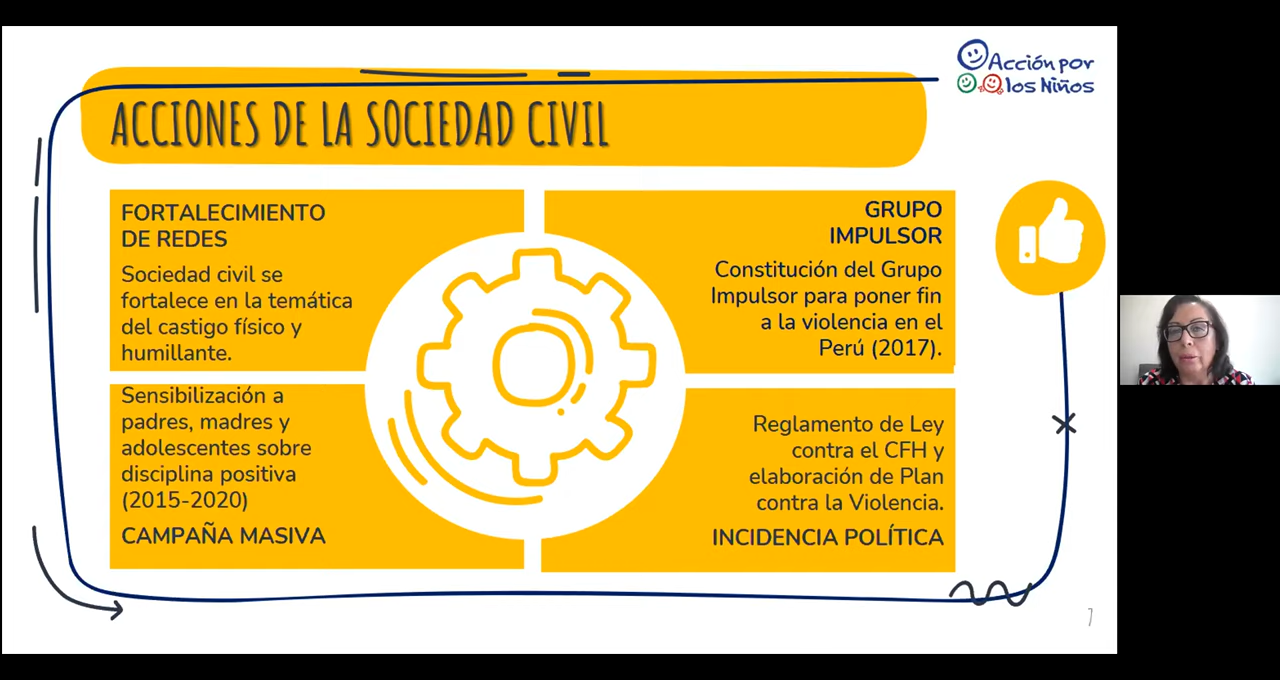 Acción por
los Niños
ACCIONES DE LA SOCIEDAD CIVIL
FORTALECIMIENTO
DE REDES
Sociedad civil se
fortalece en la temática
del castigo físico y
humillante.
GRUPO
IMPULSOR
Constitución del Grupo
Impulsor para poner fin
a la violencia en el
Perú (2017).
Sensibilización a
padres, madres y
adolescentes sobre
disciplina positiva
(2015-2020)
CAMPAÑA MASIVA
Reglamento de Ley
contra el CFH y
elaboración de Plan
contra la Violencia.
INCIDENCIA POLÍTICA
7